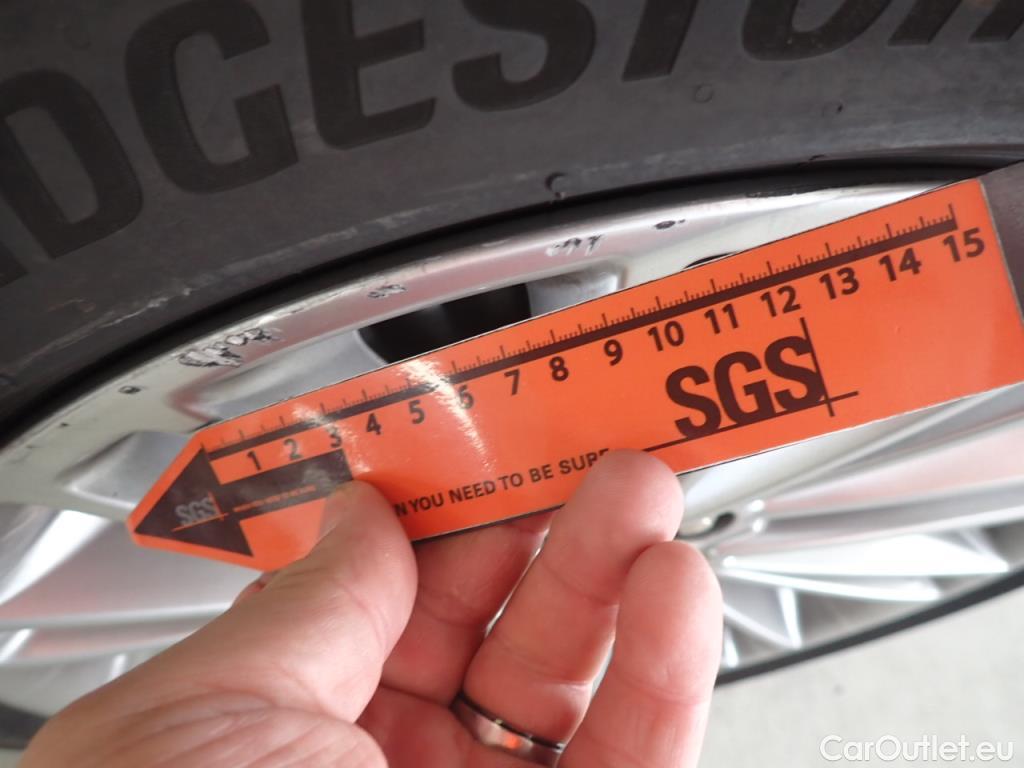 DGESTON
1 2 3 4 5 6 7 8 9 10 11 12 13 14 15
SGS
N YOU NEED TO BE SURE
SGS
CarOutlet.eu